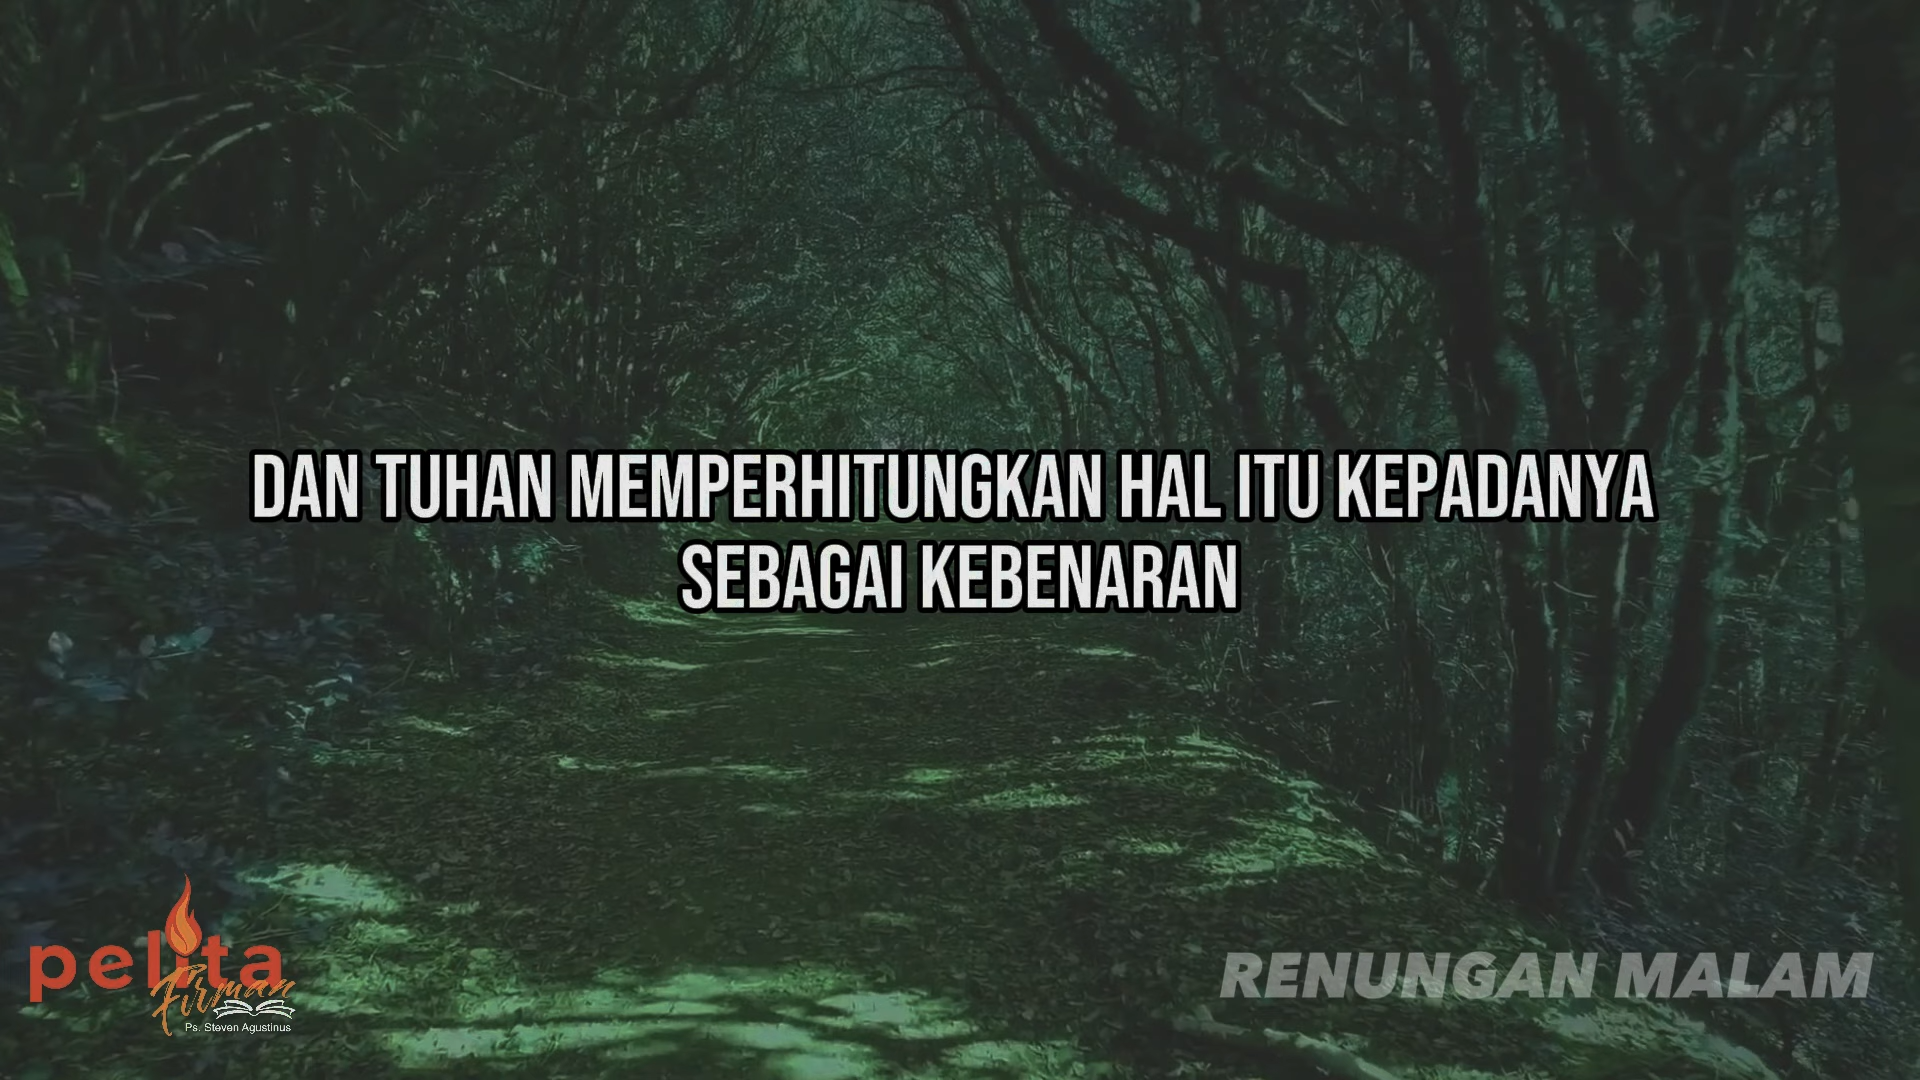 DAN TUHAN MEMPERHITUNGKAN HAL ITU KEPADANYA
SEBAGAI KEBENARAN
pelita
Firman
Ps. Steven Agustinus
RENUNGAN MALAM